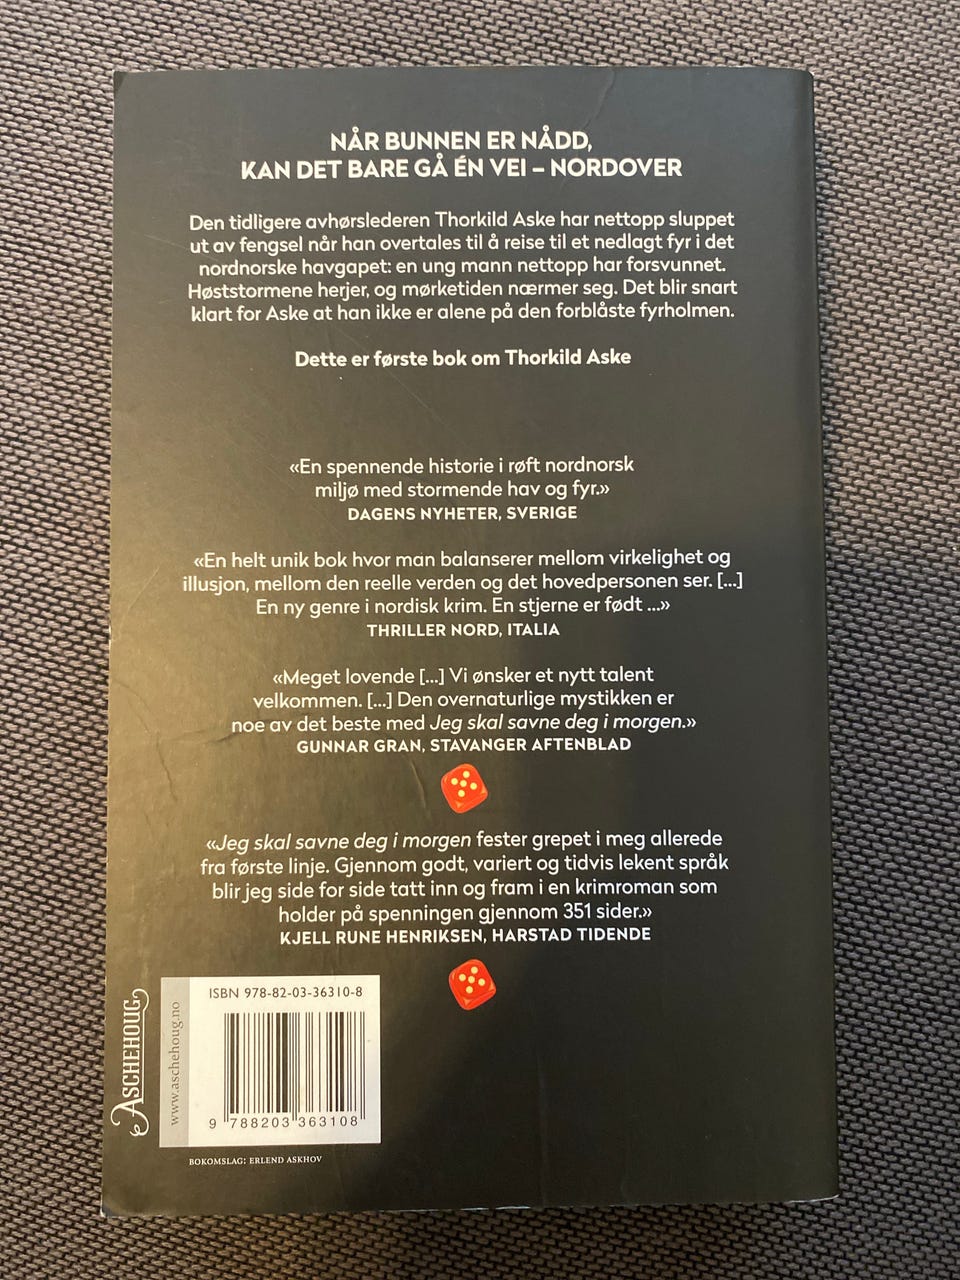 NÅR BUNNEN ER NÅDD,
KAN DET BARE GÅ ÉN VEI – NORDOVER
Den tidligere avhørslederen Thorkild Aske har nettopp sluppet
ut av fengsel når han overtales til å reise til et nedlagt fyr i det
nordnorske havgapet: en ung mann nettopp har forsvunnet.
Høststormene herjer, og mørketiden nærmer seg. Det blir snart
klart for Aske at han ikke er alene på den forblåste fyrholmen.
Dette er første bok om Thorkild Aske
«En spennende historie i røft nordnorsk
miljø med stormende hav og fyr.»
DAGENS NYHETER, SVERIGE
«En helt unik bok hvor man balanserer mellom virkelighet og
illusjon, mellom den reelle verden og det hovedpersonen ser. [...]
En ny genre i nordisk krim. En stjerne er født ...»
THRILLER NORD, ITALIA
«Meget lovende [...] Vi ønsker et nytt talent
velkommen. [...] Den overnaturlige mystikken er
noe av det beste med Jeg skal savne deg i morgen.»
GUNNAR GRAN, STAVANGER AFTENBLAD
«Jeg skal savne deg i morgen fester grepet i meg allerede
fra første linje. Gjennom godt, variert og tidvis lekent språk
blir jeg side for side tatt inn og fram i en krimroman som
holder på spenningen gjennom 351 sider.»
KJELL RUNE HENRIKSEN, HARSTAD TIDENDE
ASCHEHOUG
www.aschehoug.no
ISBN 978-82-03-36310-8
9 788203 363108
BOKOMSLAG: ERLEND ASKHOV